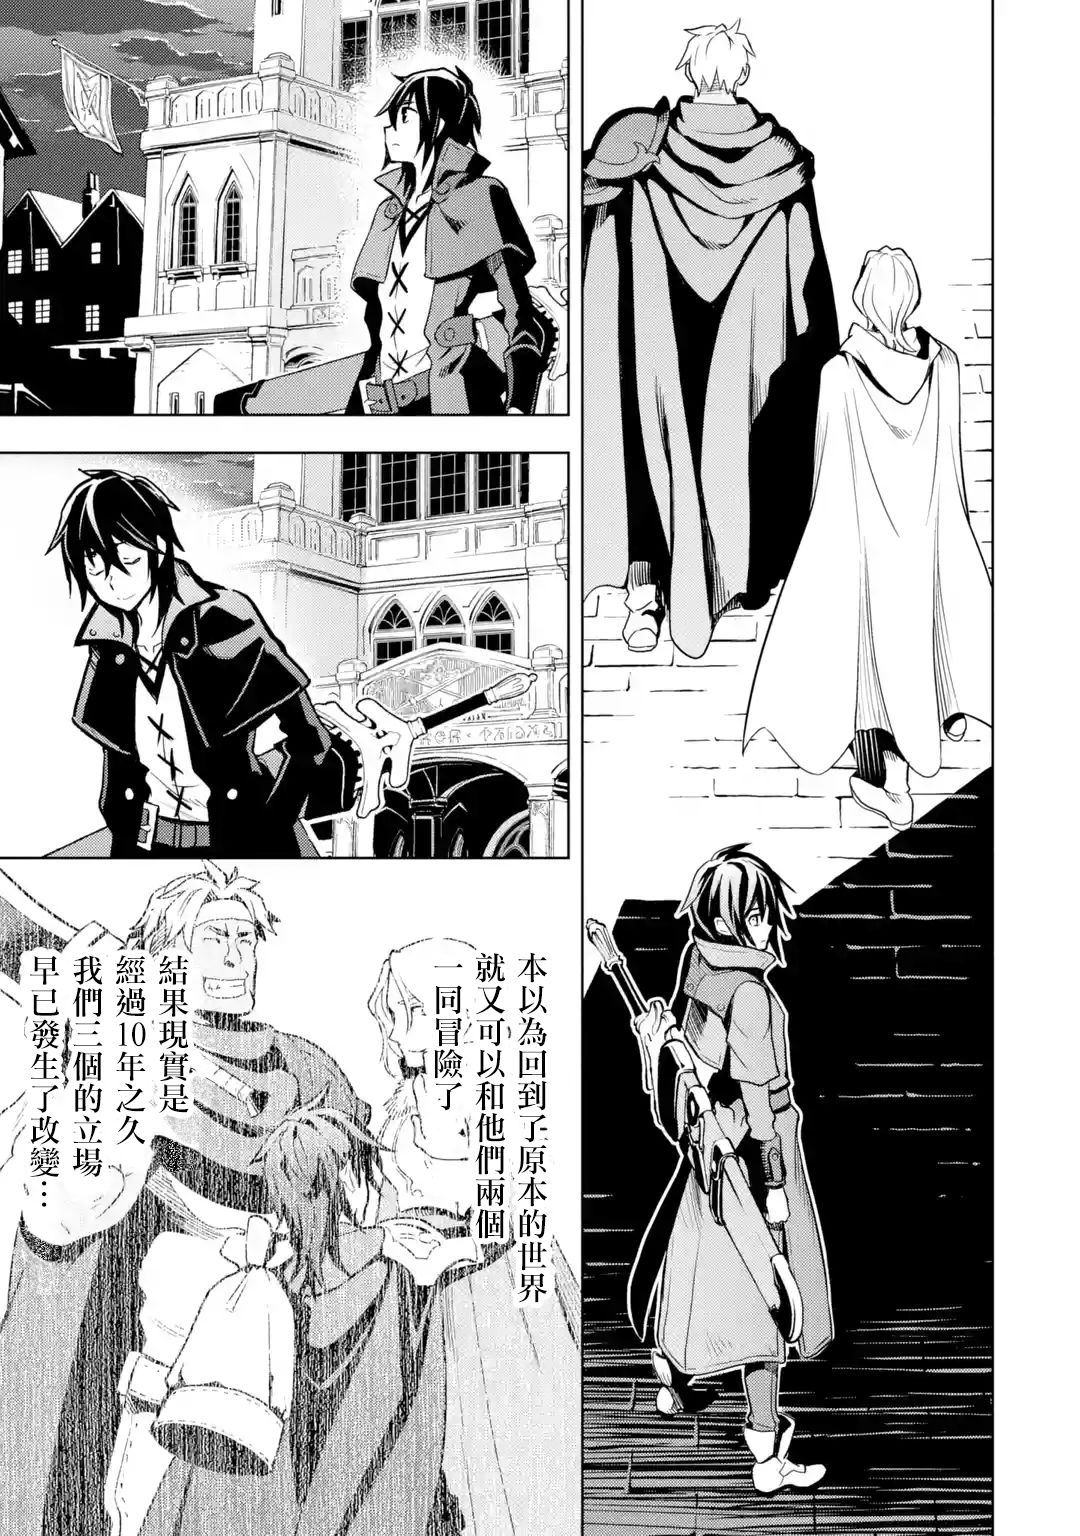 本以為回到了原本的世界
就又可以和他們兩個
一同冒險了
結果現實是
經過10年之久
我們三個的立場
早已發生了改變…